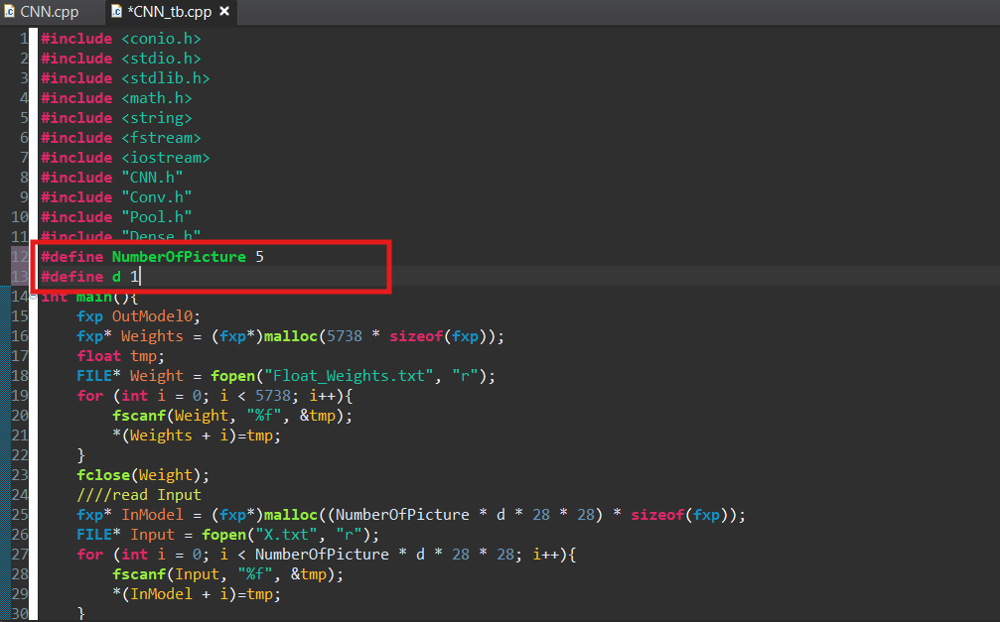 CNN.cpp *CNN_tb.cpp
1 #include <conio.h>
2 #include <stdio.h>
3 #include <stdlib.h>
4 #include <math.h>
5 #include <string>
6 #include <fstream>
7 #include <iostream>
8 #include "CNN.h"
9 #include "Conv.h"
10 #include "Pool.h"
11 #include "Dense.h"
12 #define NumberOfPicture 5
13 #define d 1
14 int main(){
15 fxp OutModel0;
16 fxp* Weights = (fxp*)malloc(5738 * sizeof(fxp));
17 float tmp;
18 FILE* Weight = fopen("Float_Weights.txt", "r");
19 for (int i = 0; i < 5738; i++){
20 fscanf(Weight, "%f", &tmp);
21 *(Weights + i)=tmp;
22 }
23 fclose(Weight);
24 ////read Input
25 fxp* InModel = (fxp*)malloc((NumberOfPicture * d * 28 * 28) * sizeof(fxp));
26 FILE* Input = fopen("X.txt", "r");
27 for (int i = 0; i < NumberOfPicture * d * 28 * 28; i++){
28 fscanf(Input, "%f", &tmp);
29 *(InModel + i)=tmp;
30 }